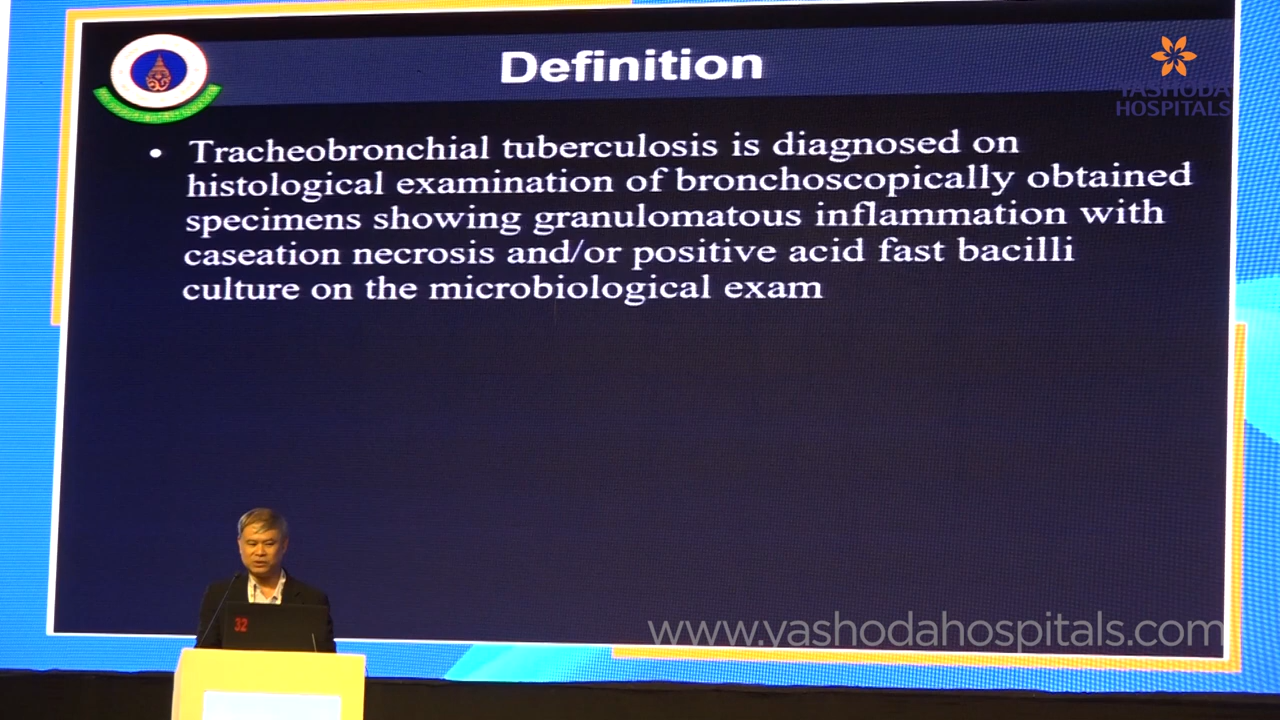 Definition
YASHODA
HOSPITALS
• Tracheobronchial tuberculosis is diagnosed on
histological examination of bronchoscopically obtained
specimens showing granulomatous inflammation with
caseation necrosis and/or positive acid fast bacilli
culture on the microbiological exam
32
www.yashodahospitals.com